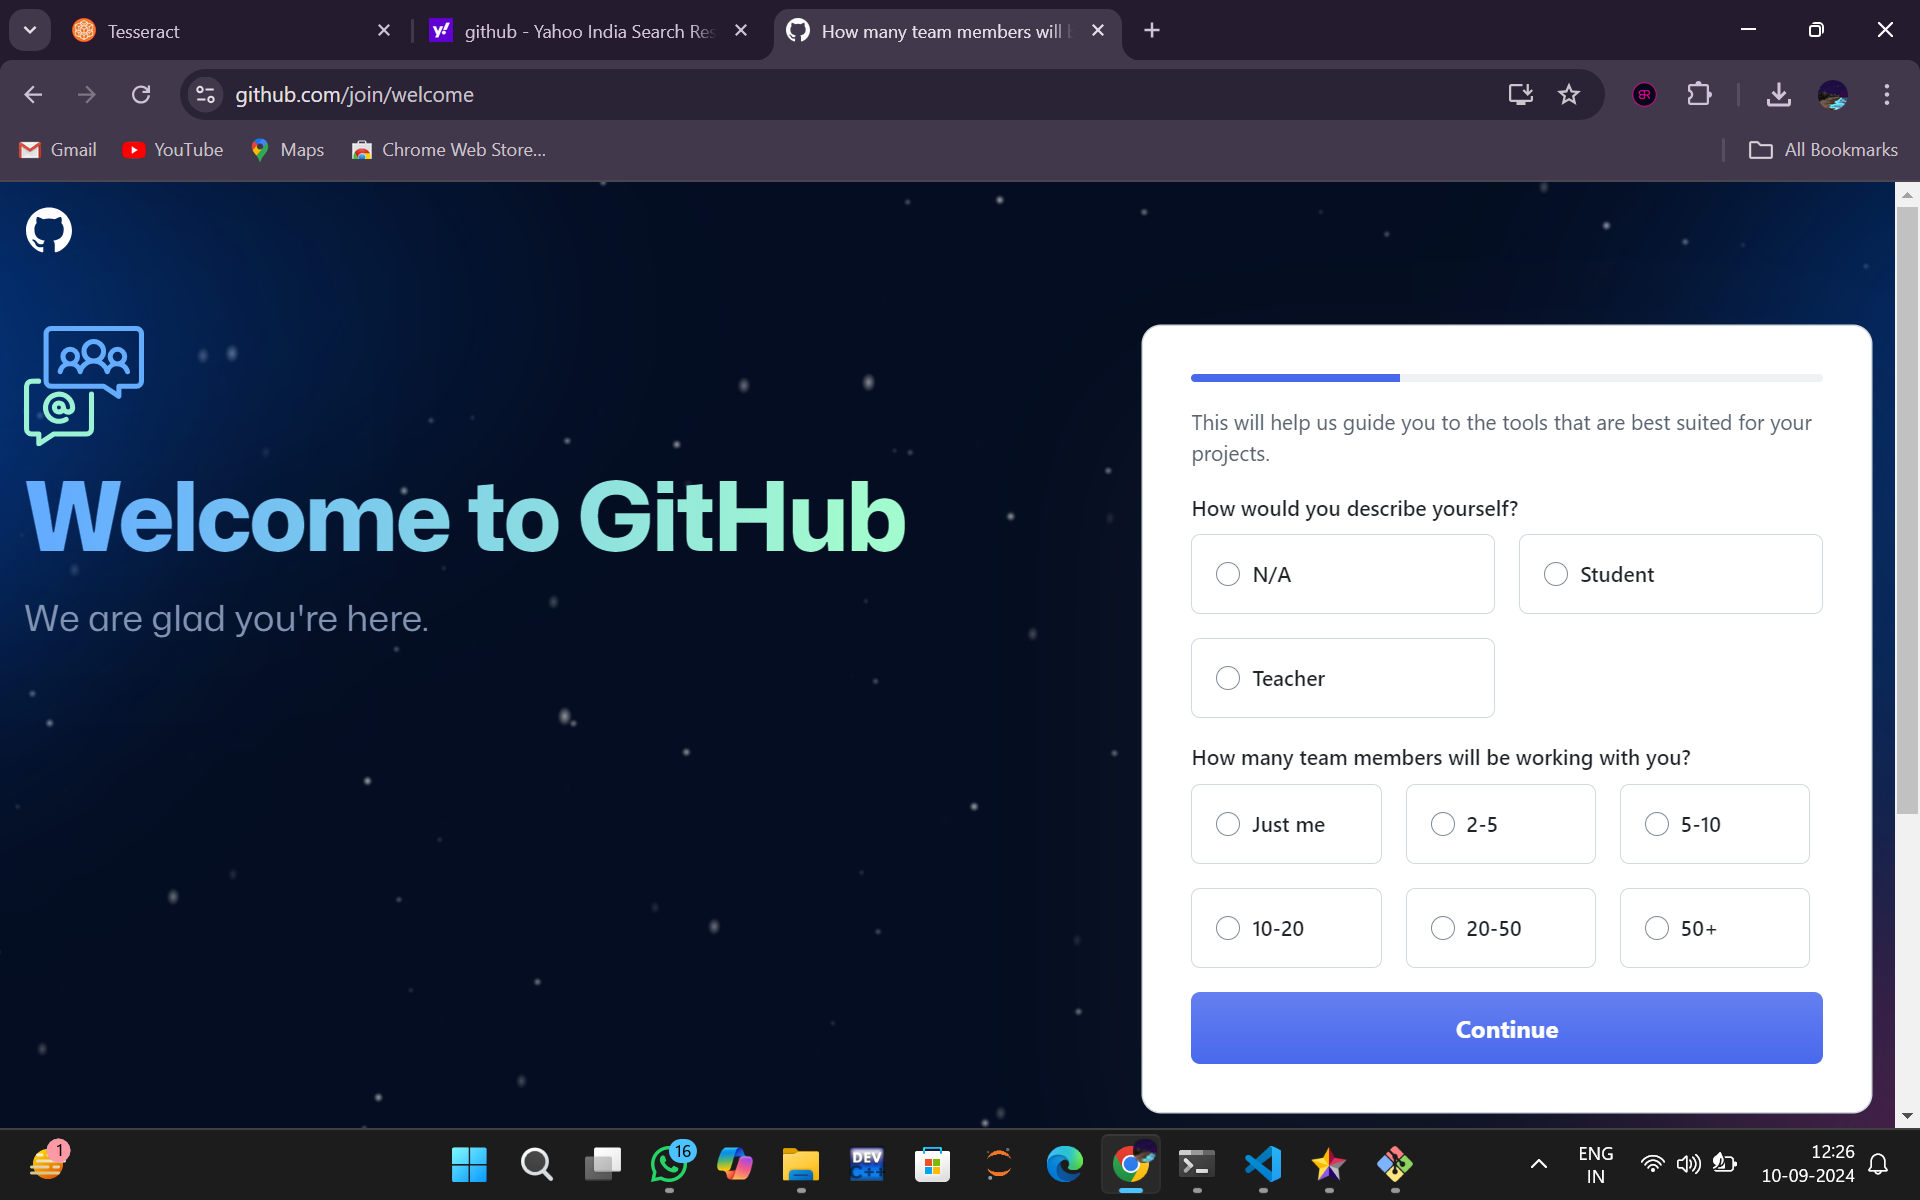 Tesseract
github - Yahoo India Search Res
How many team members will b
github.com/join/welcome
Gmail
YouTube
Maps
Chrome Web Store...
All Bookmarks
@
Welcome to GitHub
We are glad you're here.
This will help us guide you to the tools that are best suited for your
projects.
How would you describe yourself?
N/A
Student
Teacher
How many team members will be working with you?
Just me
2-5
5-10
10-20
20-50
50+
Continue
1
16
DEV
C++
ENG
IN
12:26
10-09-2024